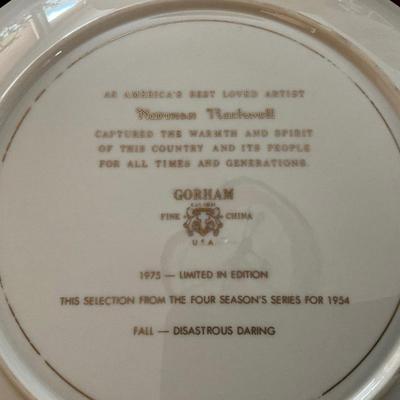 AS AMERICA'S BEST LOVED ARTIST
Norman Rockwell
CAPTURED THE WARMTH AND SPIRIT
OF THIS COUNTRY AND ITS PEOPLE
FOR ALL TIMES AND GENERATIONS.
GORHAM
FINE CHINA
U.S.A.
1975 — LIMITED IN EDITION
THIS SELECTION FROM THE FOUR SEASON'S SERIES FOR 1954
FALL — DISASTROUS DARING